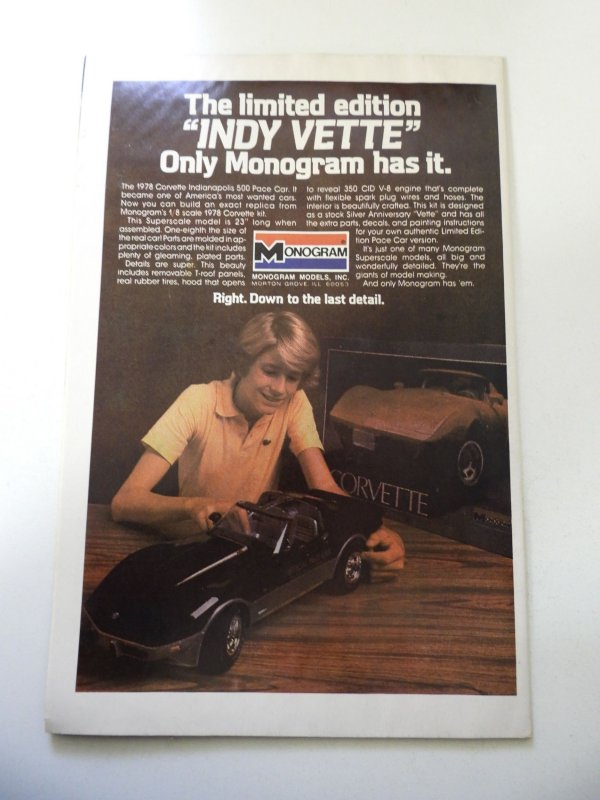 The limited edition
"INDY VETTE"
Only Monogram has it.
The 1978 Corvette Indianapolis 500 Pace Car. It
became one of America's most wanted cars.
Now you can build an exact replica from
Monogram's 1/8 scale 1978 Corvette kit.
This Superscale model is 23" long when
assembled. One-eighth the size of
the real car! Parts are molded in ap-
propriate colors and the kit includes
plenty of gleaming, plated parts.
Details are super. This beauty
includes removable T-roof panels,
real rubber tires, hood that opens
to reveal 350 CID V-8 engine that's complete
with flexible spark plug wires and hoses. The
interior is beautifully crafted. This kit is designed
as a stock Silver Anniversary "Vette" and has all
the extra parts, decals, and painting instructions
for your own authentic Limited Edi-
tion Pace Car version.
It's just one of many Monogram
Superscale models, all big and
wonderfully detailed. They're the
giants of model making.
And only Monogram has 'em.
MONOGRAM
MONOGRAM MODELS, INC.
MORTON GROVE, ILL. 60053
Right. Down to the last detail.
CORVETTE